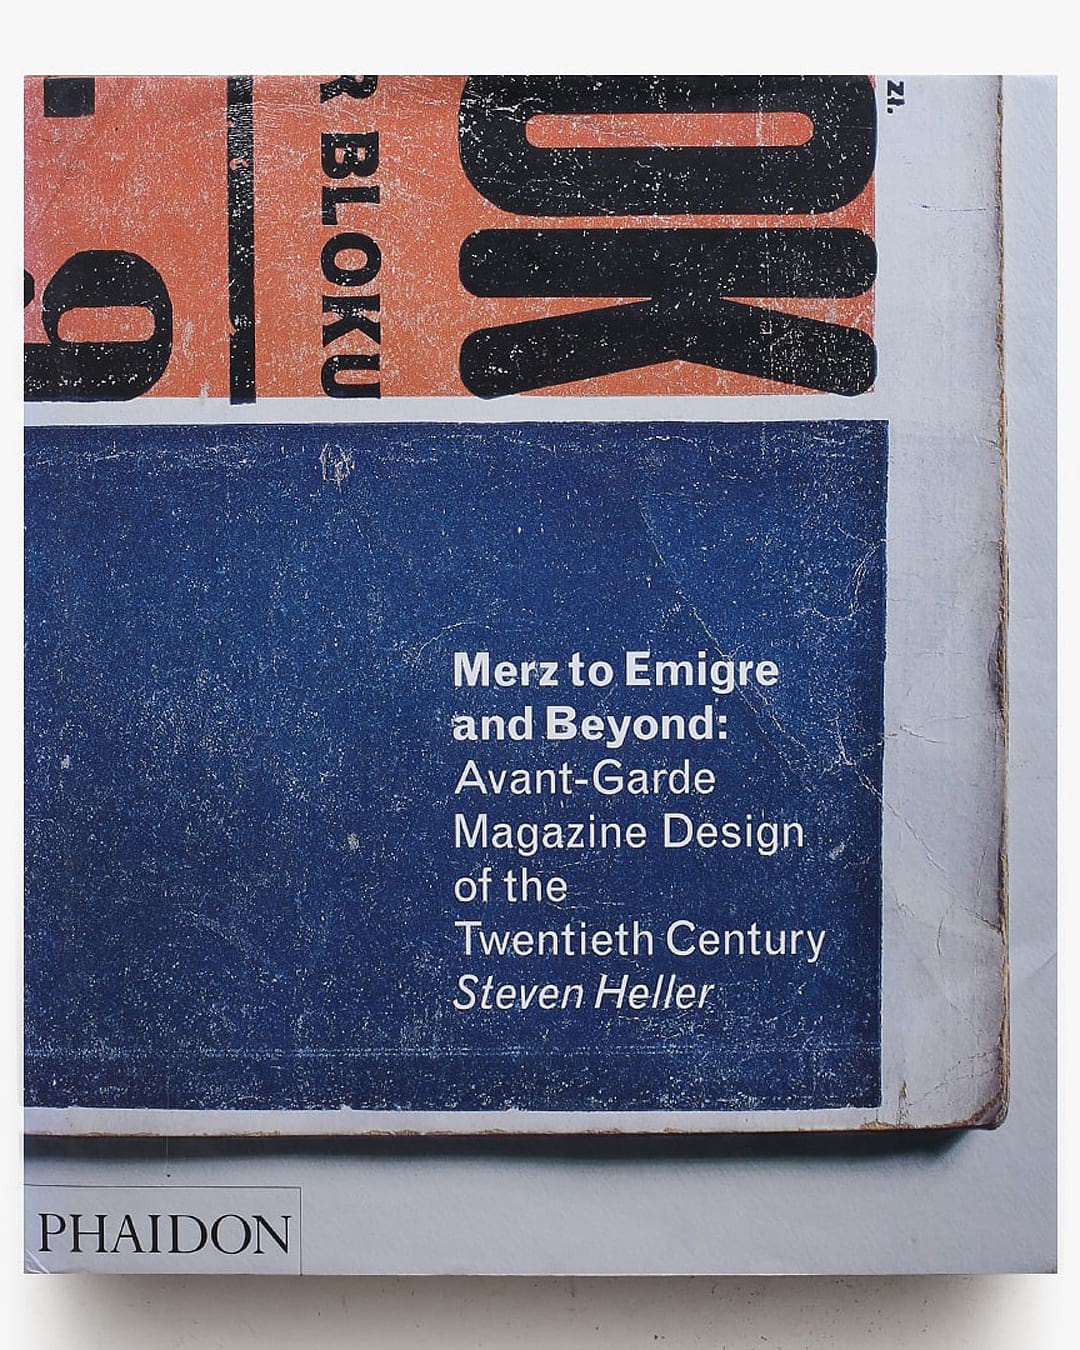 zł.
OK
R BLOKU
9
Merz to Emigre
and Beyond:
Avant-Garde
Magazine Design
of the
Twentieth Century
Steven Heller
PHAIDON